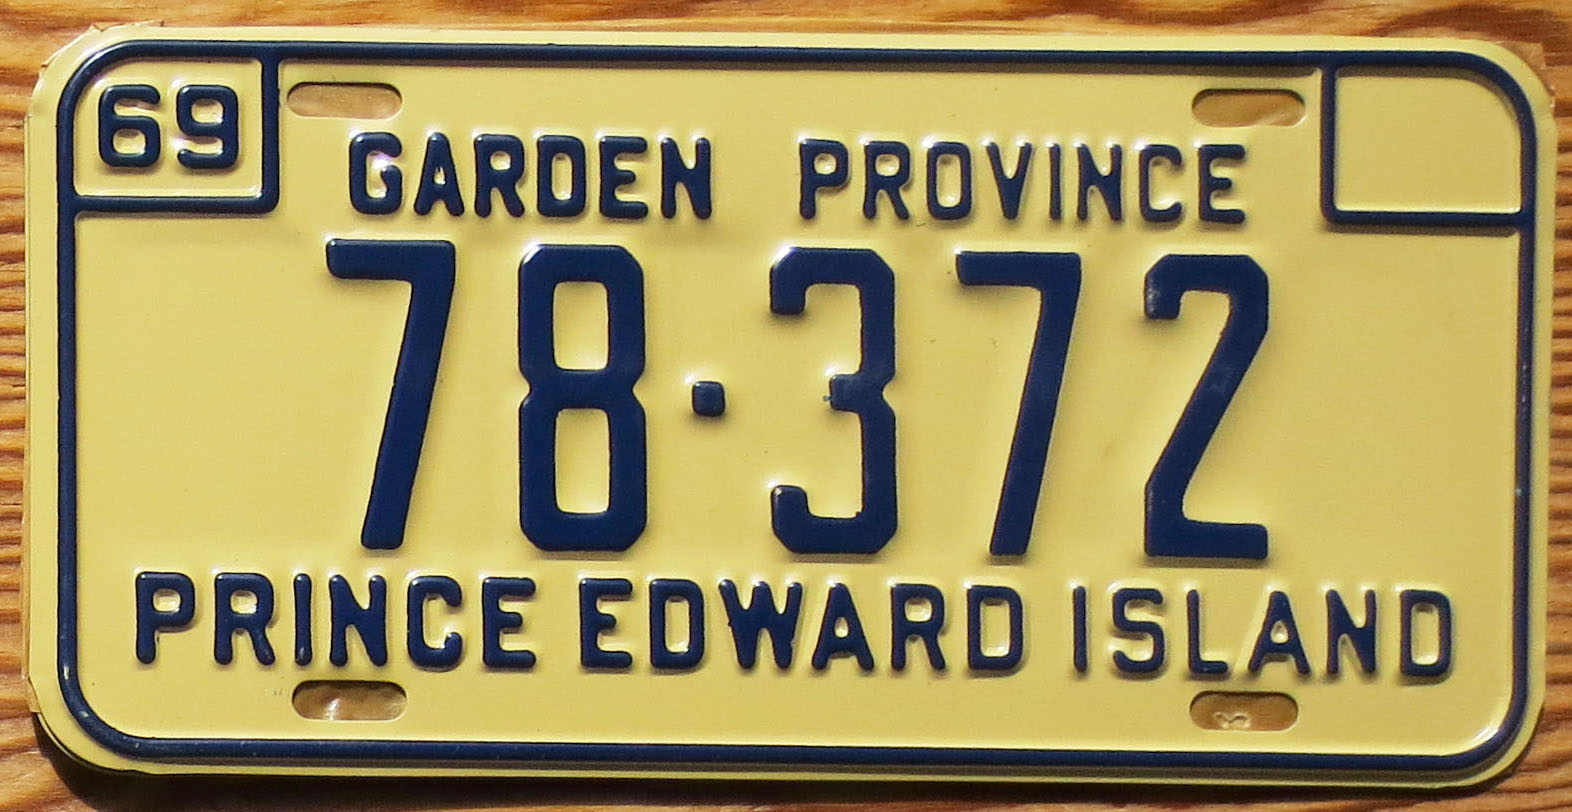 69
GARDEN PROVINCE
78·372
PRINCE EDWARD ISLAND